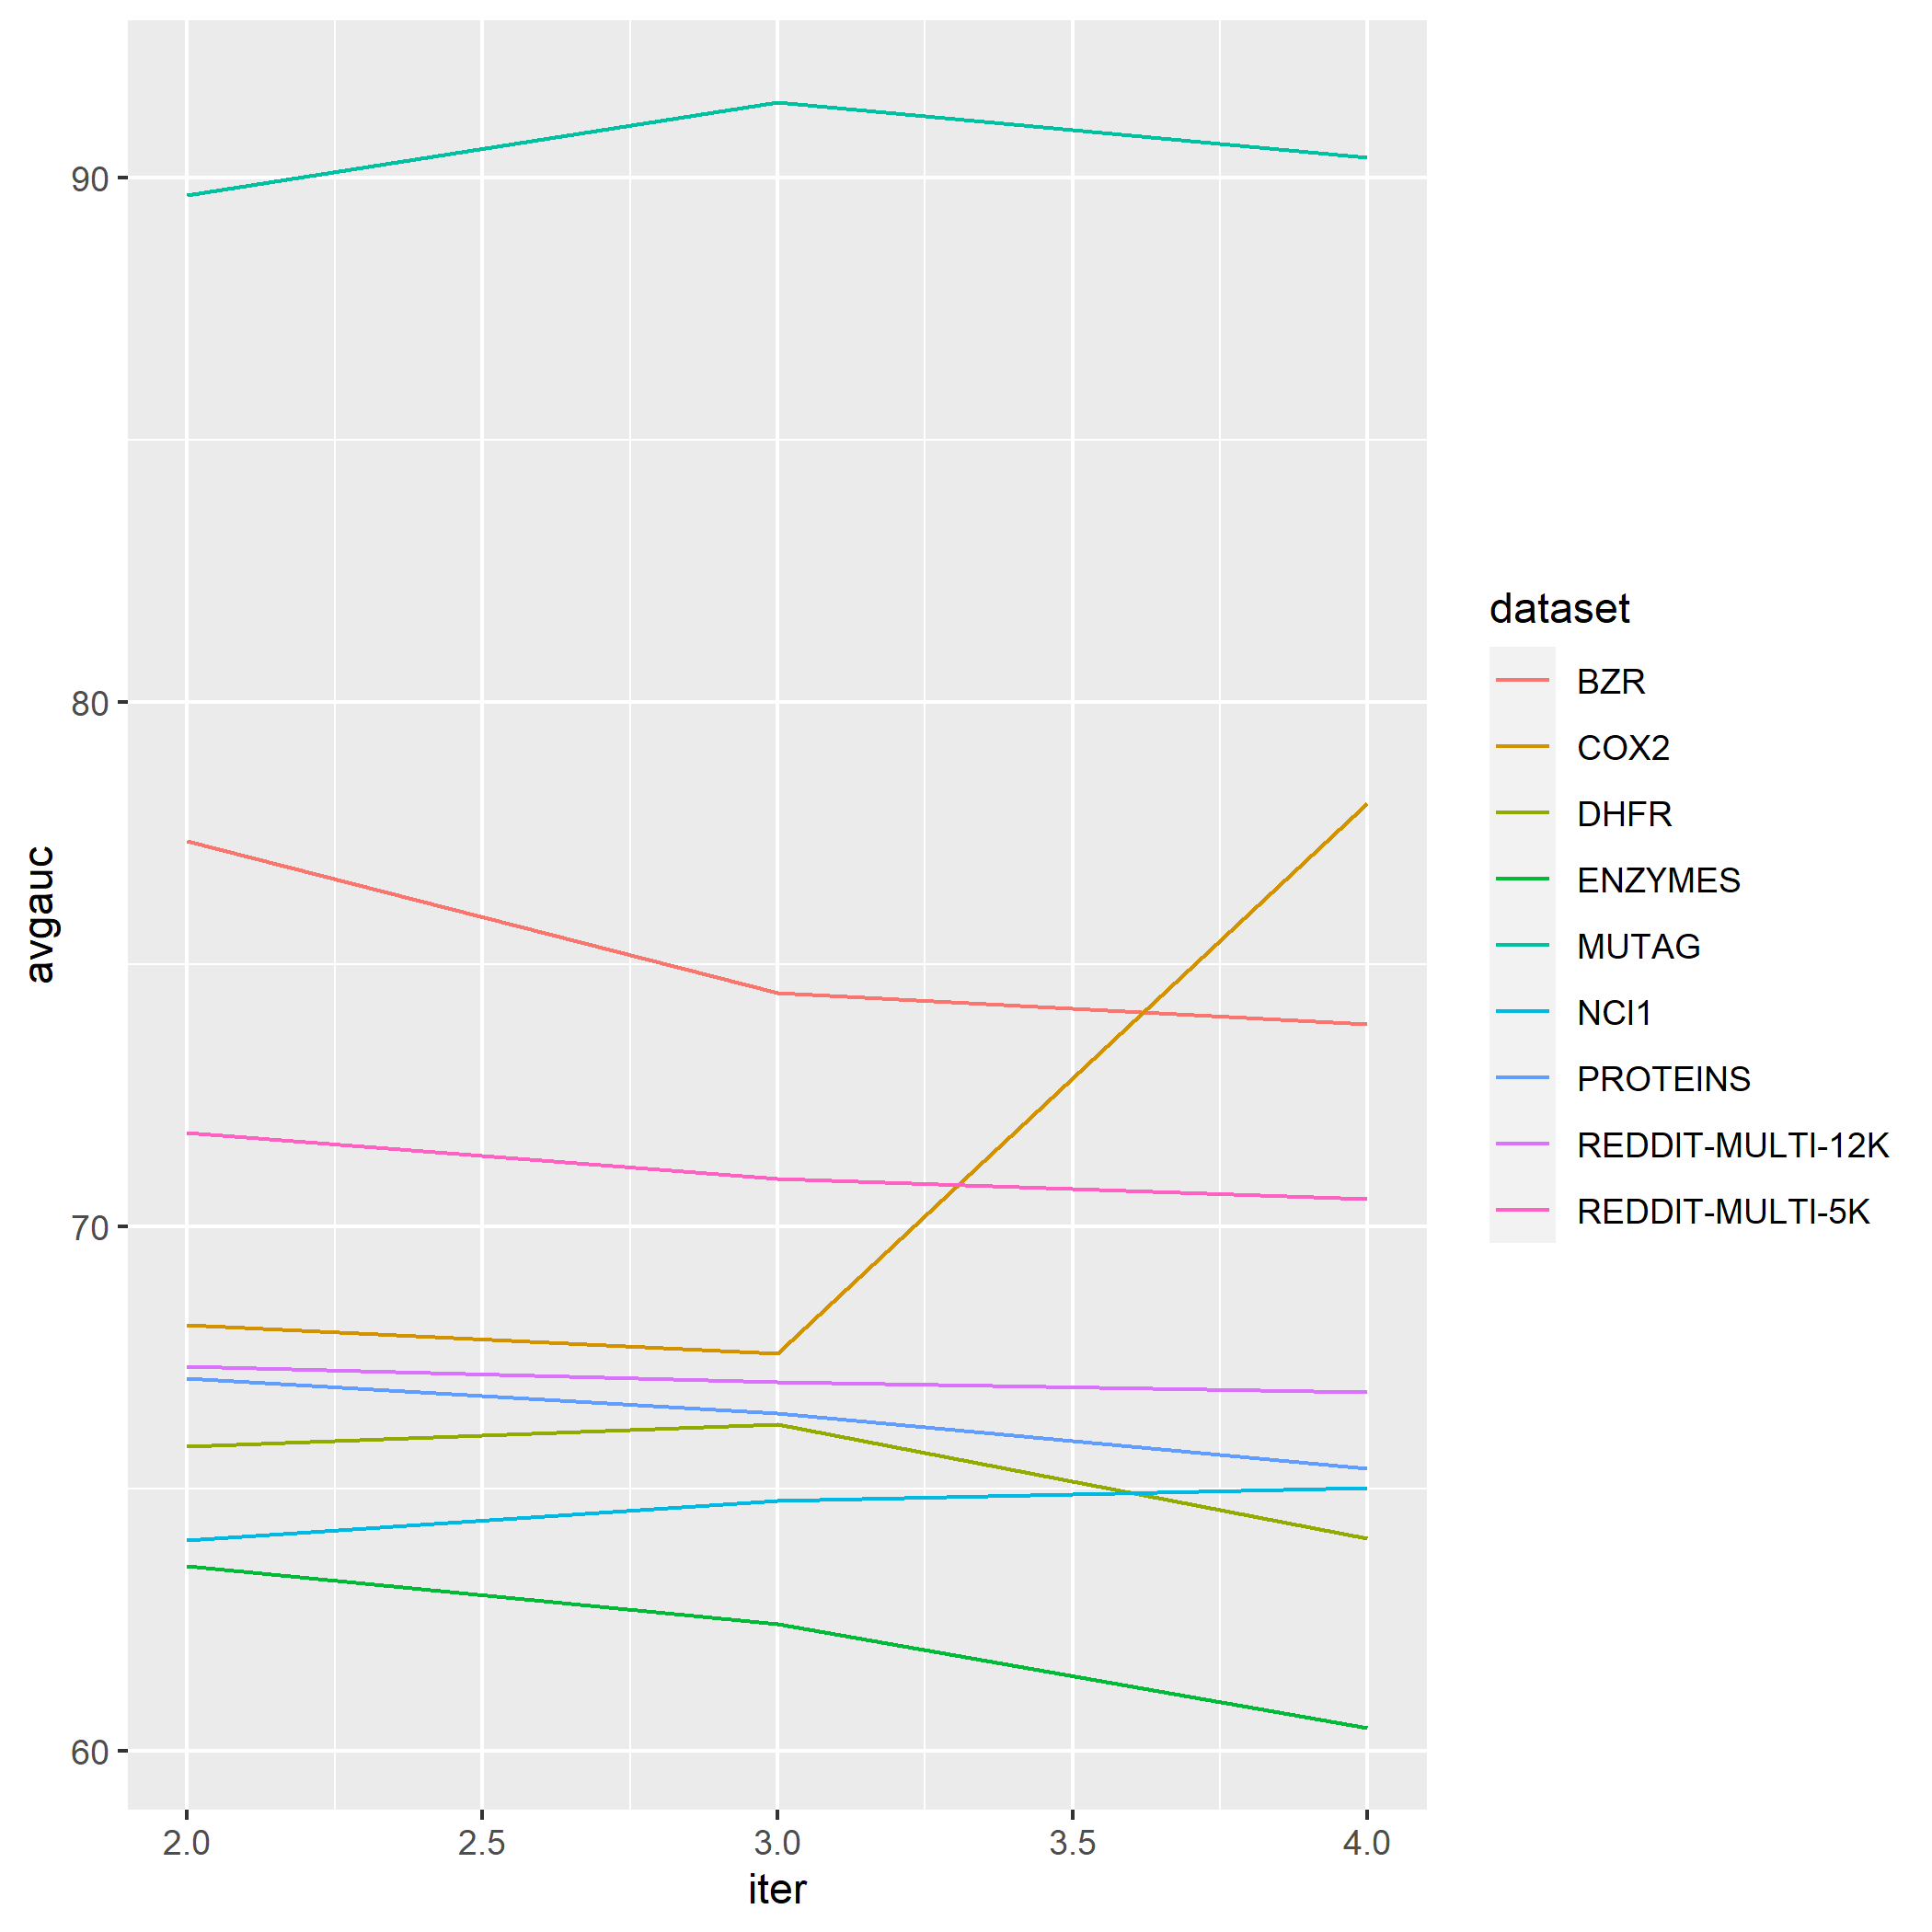 avgauc
90
80
70
60
2.0 2.5 3.0 3.5 4.0
iter
dataset
BZR
COX2
DHFR
ENZYMES
MUTAG
NCI1
PROTEINS
REDDIT-MULTI-12K
REDDIT-MULTI-5K